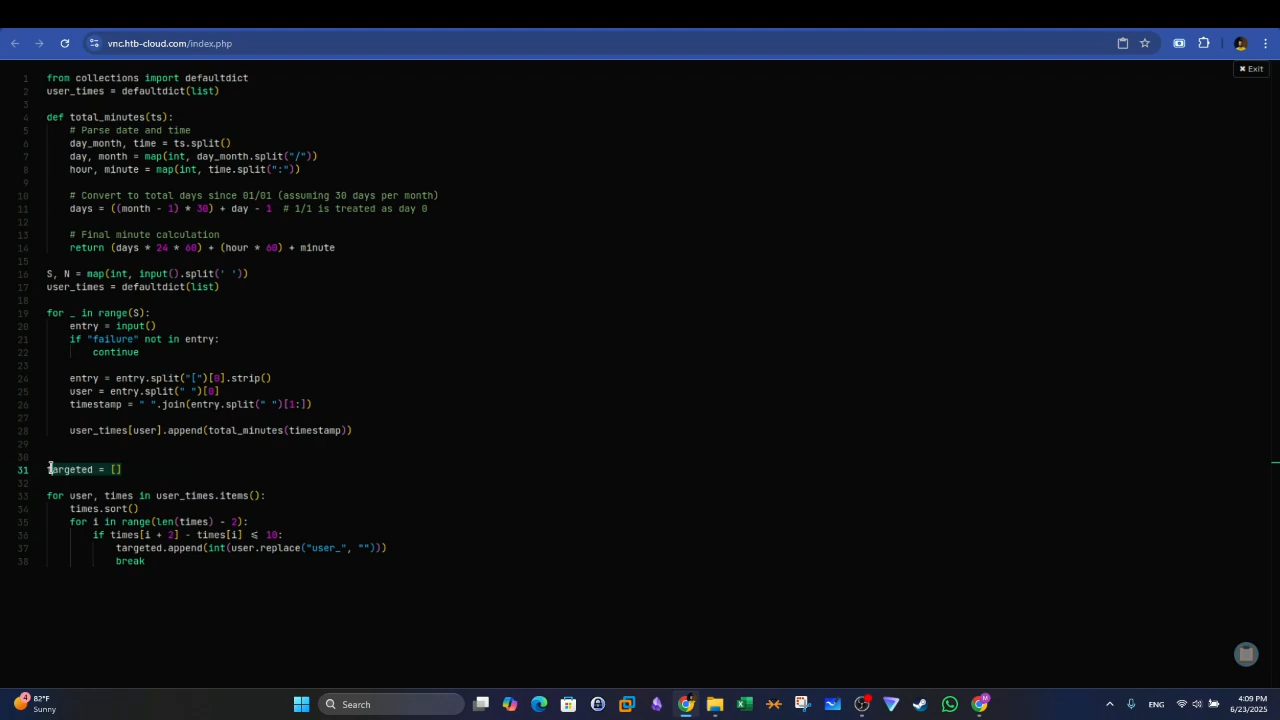 vnc.htb-cloud.com/index.php
✖ Exit
1 from collections import defaultdict
2 user_times = defaultdict(list)
3
4 def total_minutes(ts):
5     # Parse date and time
6     day_month, time = ts.split()
7     day, month = map(int, day_month.split("/"))
8     hour, minute = map(int, time.split(":"))
9
10     # Convert to total days since 01/01 (assuming 30 days per month)
11     days = ((month - 1) * 30) + day - 1  # 1/1 is treated as day 0
12
13     # Final minute calculation
14     return (days * 24 * 60) + (hour * 60) + minute
15
16 S, N = map(int, input().split(' '))
17 user_times = defaultdict(list)
18
19 for _ in range(S):
20     entry = input()
21     if "failure" not in entry:
22         continue
23
24     entry = entry.split("[")[0].strip()
25     user = entry.split(" ")[0]
26     timestamp = " ".join(entry.split(" ")[1:])
27
28     user_times[user].append(total_minutes(timestamp))
29
30
31 targeted = []
32
33 for user, times in user_times.items():
34     times.sort()
35     for i in range(len(times) - 2):
36         if times[i + 2] - times[i] ≤ 10:
37             targeted.append(int(user.replace("user_", "")))
38             break
4
82°F
Sunny
Search
ENG
4:09 PM
6/23/2025